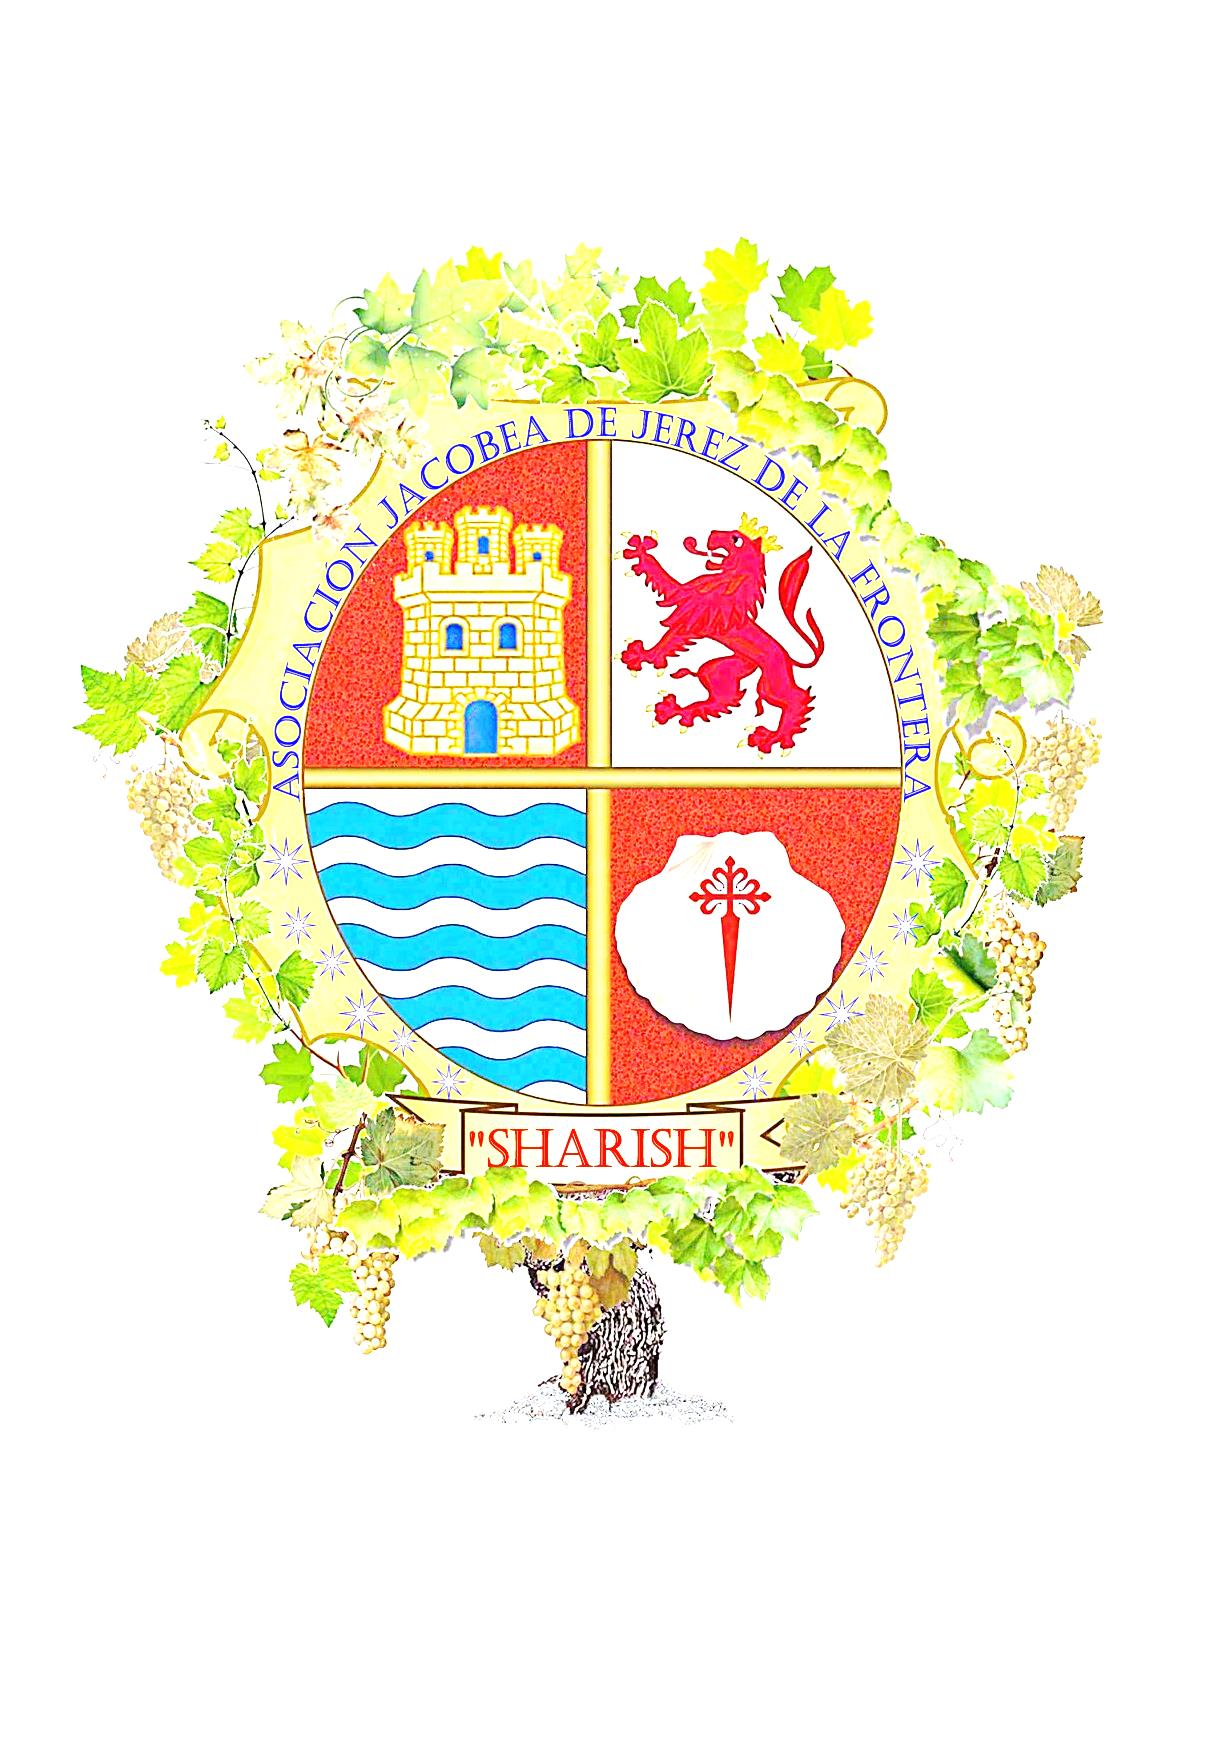 ASOCIACIÓN JACOBEA DE JEREZ DE LA FRONTERA
"SHARISH"